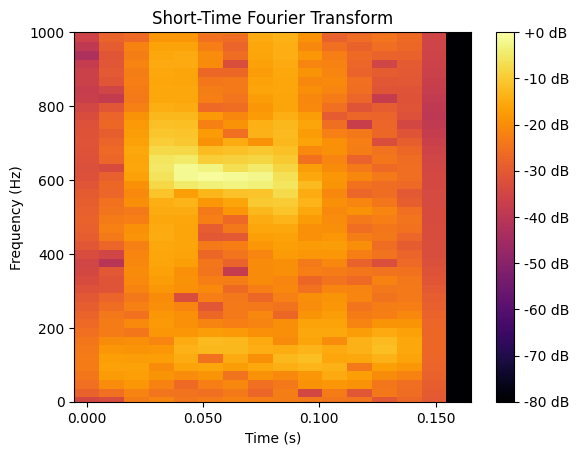 Short-Time Fourier Transform
1000
800
600
400
200
0
Frequency (Hz)
0.000
0.050
0.100
0.150
Time (s)
+0 dB
-10 dB
-20 dB
-30 dB
-40 dB
-50 dB
-60 dB
-70 dB
-80 dB